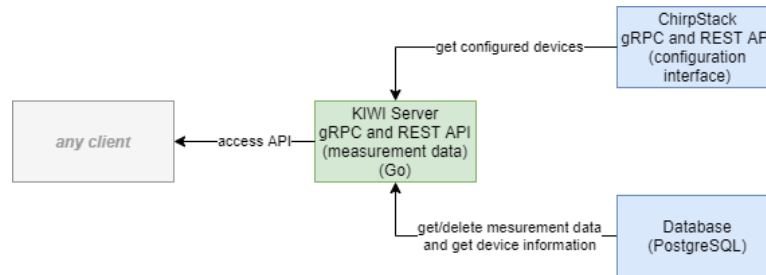 ChirpStack
gRPC and REST AP
(configuration
interface)
get configured devices
KIWI Server
gRPC and REST API
(measurement data)
(Go)
any client
access API
get/delete mesurement data
and get device information
Database
(PostgreSQL)